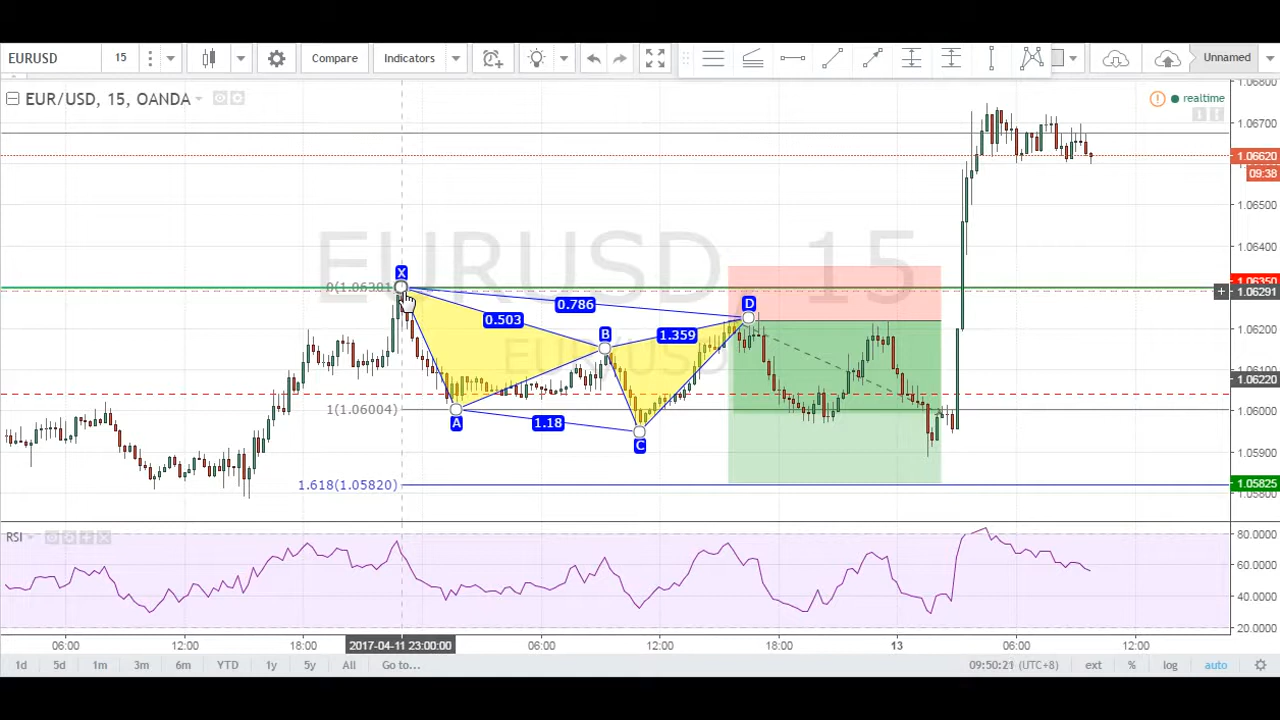 EURUSD 15 Compare Indicators Unnamed
EUR/USD, 15, OANDA
realtime
1.06800
1.06700
1.06620
09:38
1.06500
1.06400
1.06350
1.06291
1.06200
1.06220
1.06000
1.05900
1.05825
1.05800
EURUSD, 15
EUR/USD
X
0.786
D
0.503
B
1.359
1(1.06004)
A
1.18
C
1.618(1.05820)
RSI
80.0000
60.0000
40.0000
20.0000
06:00 12:00 18:00 2017-04-11 23:00:00 06:00 12:00 18:00 13 06:00 12:00
1d 5d 1m 3m 6m YTD 1y 5y All Go to... 09:50:21 (UTC+8) ext % log auto